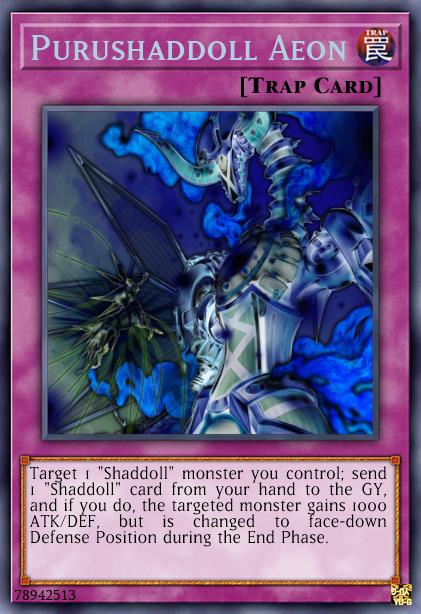 Purushaddoll Aeon
TRAP
罠
[Trap Card]
Target 1 "Shaddoll" monster you control; send
1 "Shaddoll" card from your hand to the GY,
and if you do, the targeted monster gains 1000
ATK/DEF, but is changed to face-down
Defense Position during the End Phase.
78942513